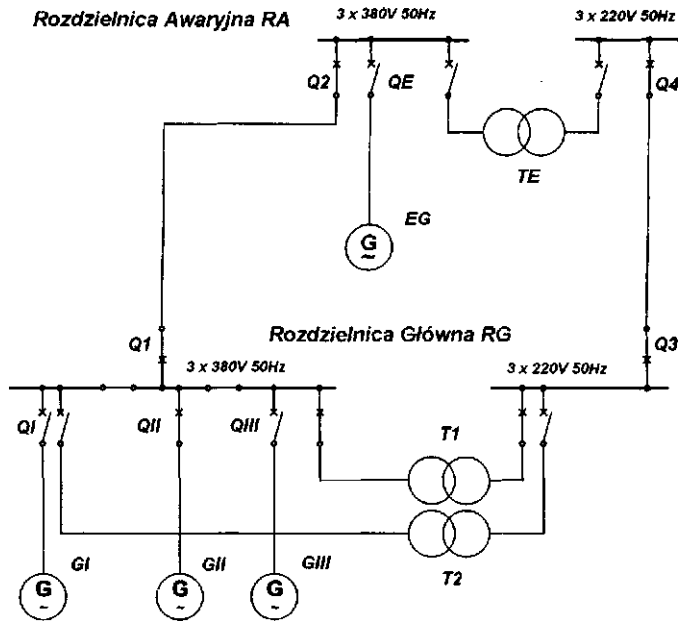 Rozdzielnica Awaryjna RA
3 x 380V 50Hz
3 x 220V 50Hz
Q2
QE
Q4
TE
EG
G
~
Rozdzielnica Główna RG
Q1
Q3
3 x 380V 50Hz
3 x 220V 50Hz
QI
QII
QIII
T1
T2
GI
GII
GIII
G
~
G
~
G
~